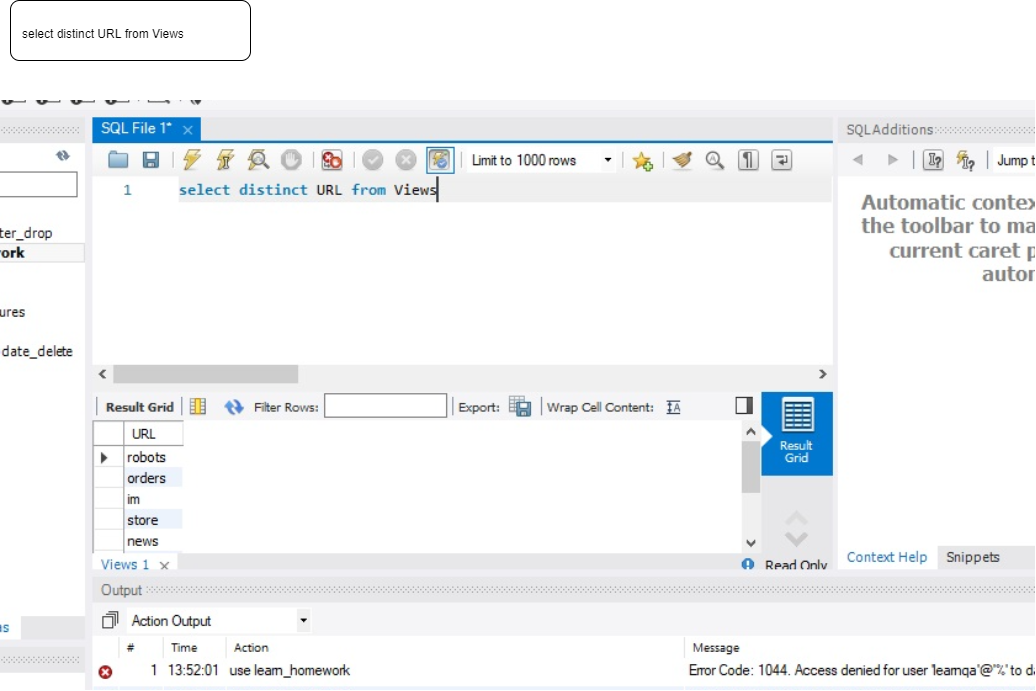 select distinct URL from Views
SQL File 1*
SQLAdditions
Limit to 1000 rows
Jump t
1 select distinct URL from Views
Automatic contex
the toolbar to ma
current caret p
autor
ter_drop
ork
ures
date_delete
Result Grid
Filter Rows:
Export:
Wrap Cell Content:
URL
robots
orders
im
store
news
Result
Grid
Views 1
Read Only
Context Help
Snippets
Output
Action Output
as
# Time Action Message
1 13:52:01 use learn_homework Error Code: 1044. Access denied for user 'learnqa'@'%' to da